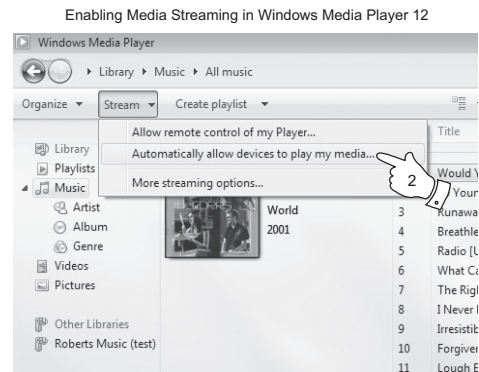 Enabling Media Streaming in Windows Media Player 12
Windows Media Player
Library Music All music
Organize Stream Create playlist
Allow remote control of my Player...
Automatically allow devices to play my media...
More streaming options...
2
Library
Playlists
Music
Artist
Album
Genre
Videos
Pictures
Other Libraries
Roberts Music (test)
World
2001
Title
Would Y
Youn
3 Runawa
4 Breathle
5 Radio [U
6 What Ca
7 The Righ
8 I Never
9 Irresistib
10 Forgiven
11 Lough E